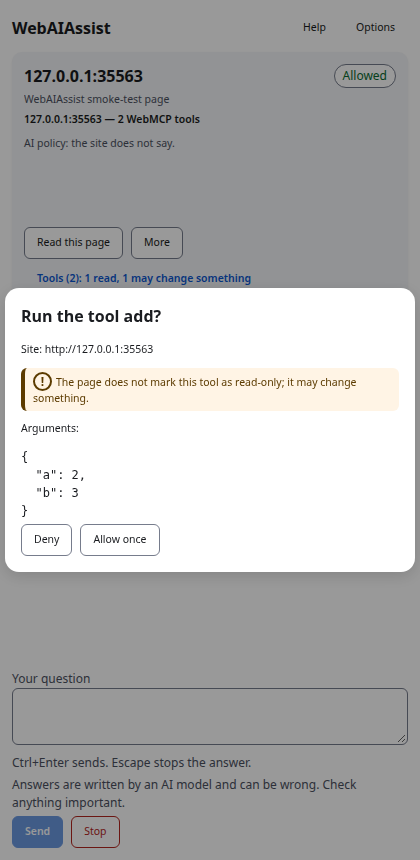 WebAIAssist
Help
Options
127.0.0.1:35563
Allowed
WebAIAssist smoke-test page
127.0.0.1:35563 — 2 WebMCP tools
AI policy: the site does not say.
Read this page
More
Tools (2): 1 read, 1 may change something
Run the tool add?
Site: http://127.0.0.1:35563
! The page does not mark this tool as read-only; it may change
something.
Arguments:
{
  "a": 2,
  "b": 3
}
Deny
Allow once
Your question
Ctrl+Enter sends. Escape stops the answer.
Answers are written by an AI model and can be wrong. Check
anything important.
Send
Stop